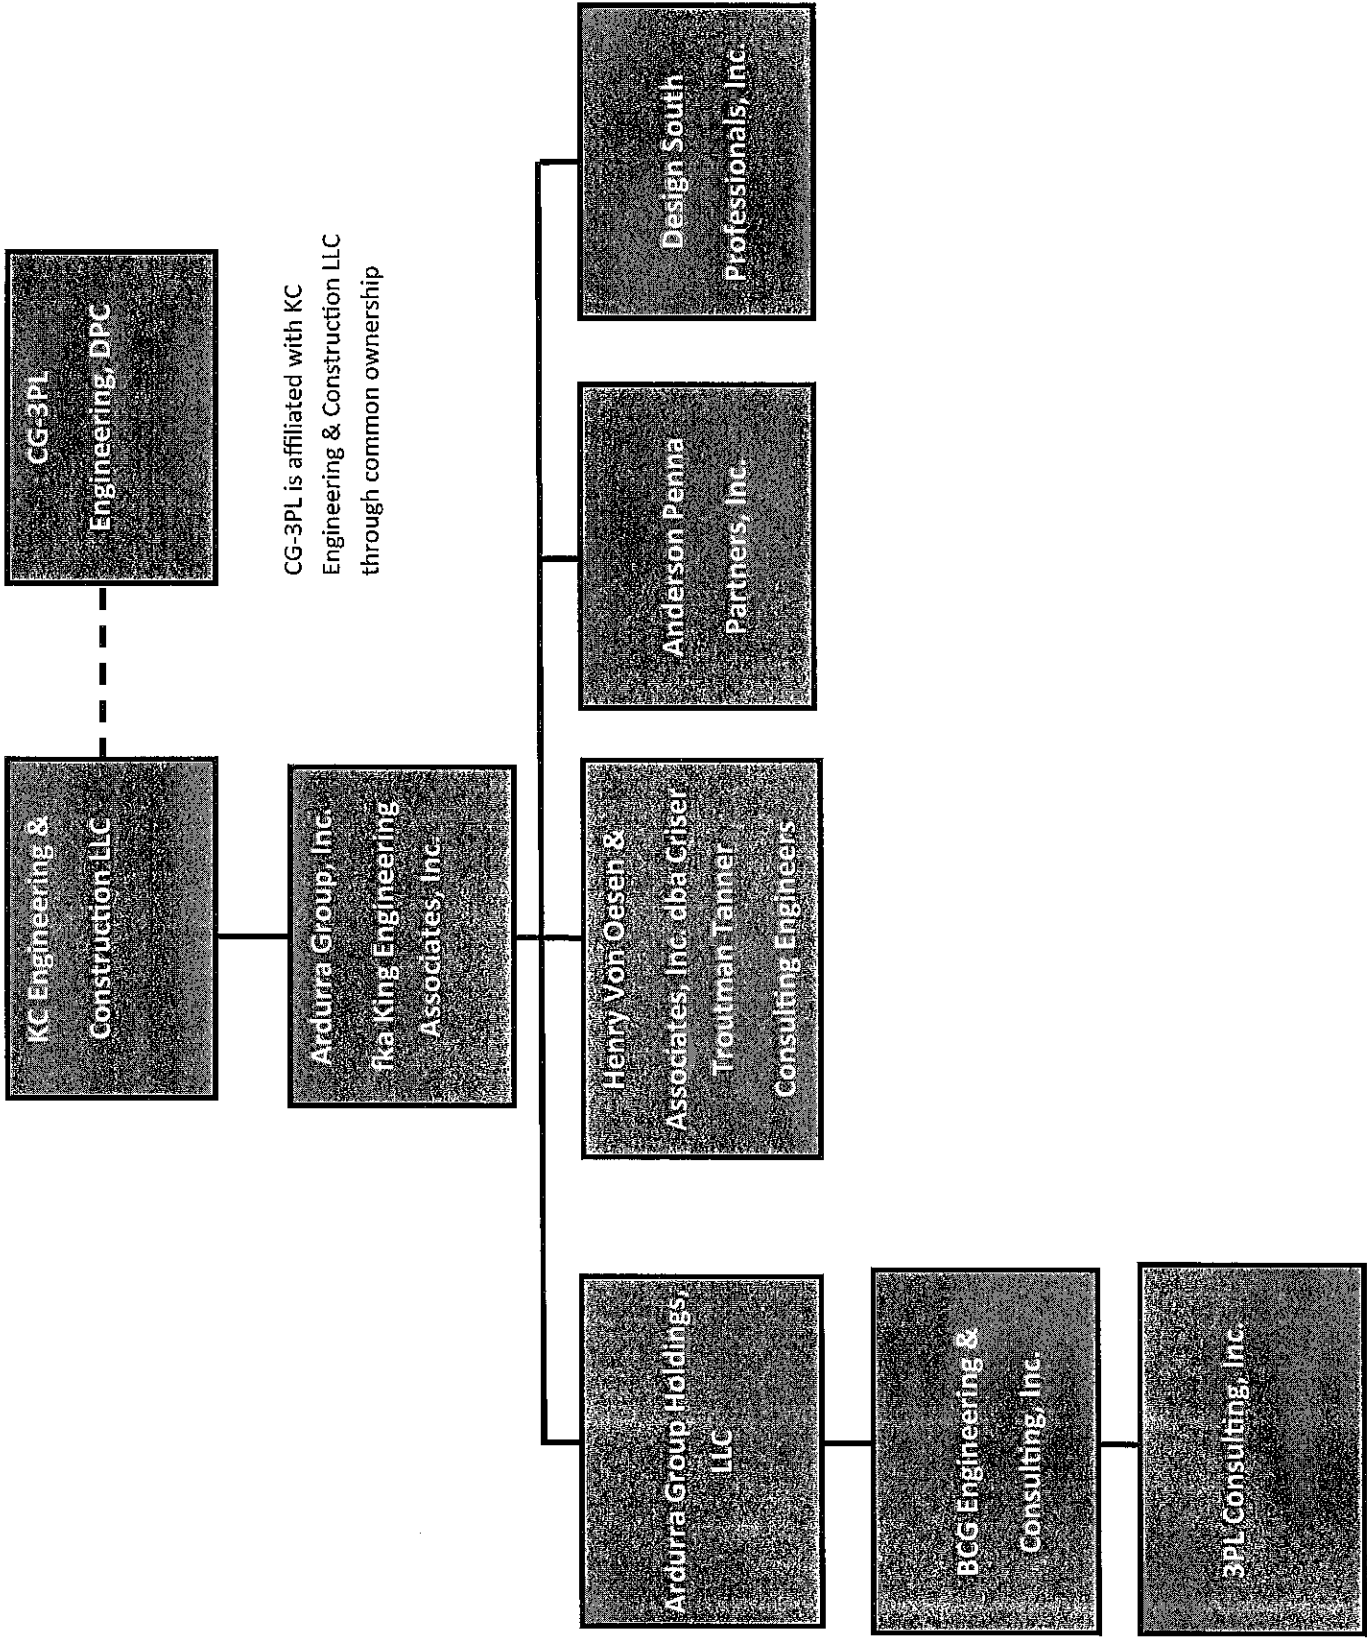 KC Engineering &
Construction LLC
CG-3PL
Engineering, DPC
CG-3PL is affiliated with KC
Engineering & Construction LLC
through common ownership
Ardurra Group, Inc.
fka King Engineering
Associates, Inc.
Ardurra Group Holdings,
LLC
Henry Von Oesen &
Associates, Inc. dba Criser
Troutman Tanner
Consulting Engineers
Anderson Penna
Partners, Inc.
Design South
Professionals, Inc.
BCG Engineering &
Consulting, Inc.
3PL Consulting, Inc.